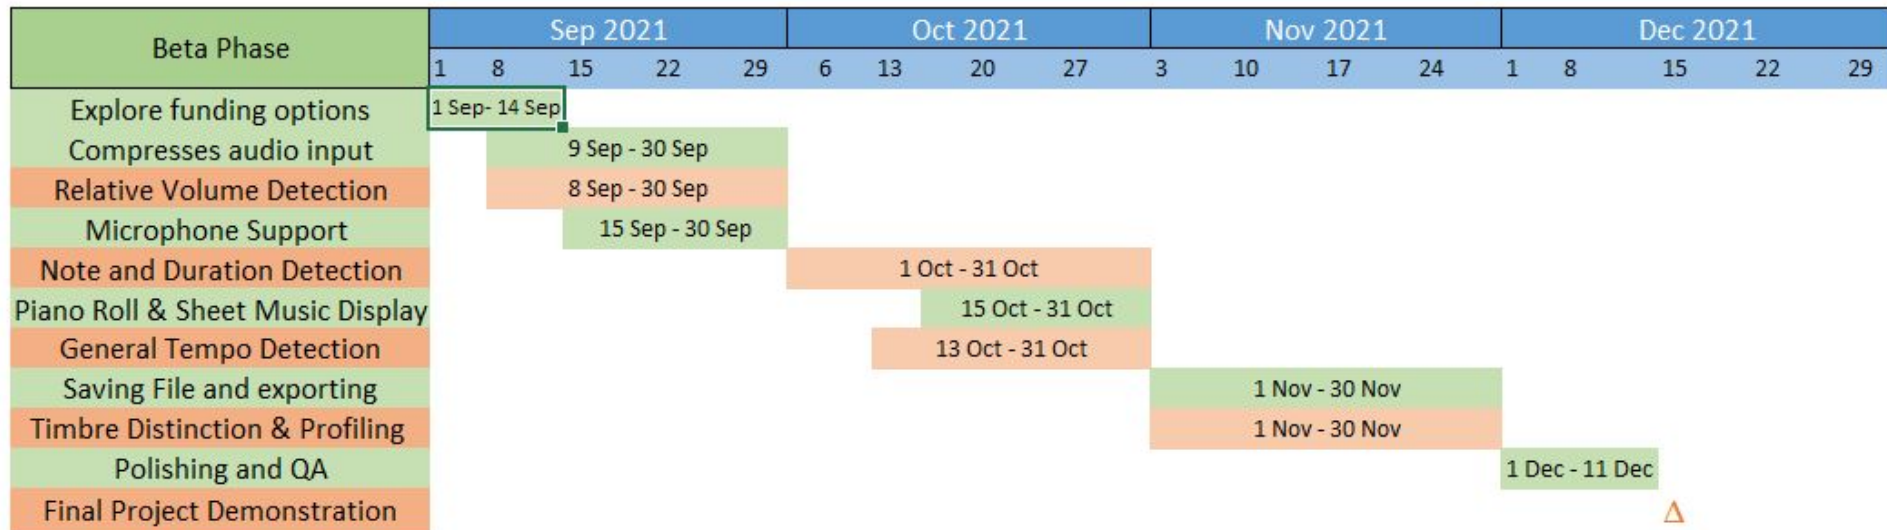 Beta Phase
Sep 2021 Oct 2021 Nov 2021 Dec 2021
1 8 15 22 29 6 13 20 27 3 10 17 24 1 8 15 22 29
Explore funding options 1 Sep- 14 Sep
Compresses audio input 9 Sep - 30 Sep
Relative Volume Detection 8 Sep - 30 Sep
Microphone Support 15 Sep - 30 Sep
Note and Duration Detection 1 Oct - 31 Oct
Piano Roll & Sheet Music Display 15 Oct - 31 Oct
General Tempo Detection 13 Oct - 31 Oct
Saving File and exporting 1 Nov - 30 Nov
Timbre Distinction & Profiling 1 Nov - 30 Nov
Polishing and QA 1 Dec - 11 Dec
Final Project Demonstration Δ